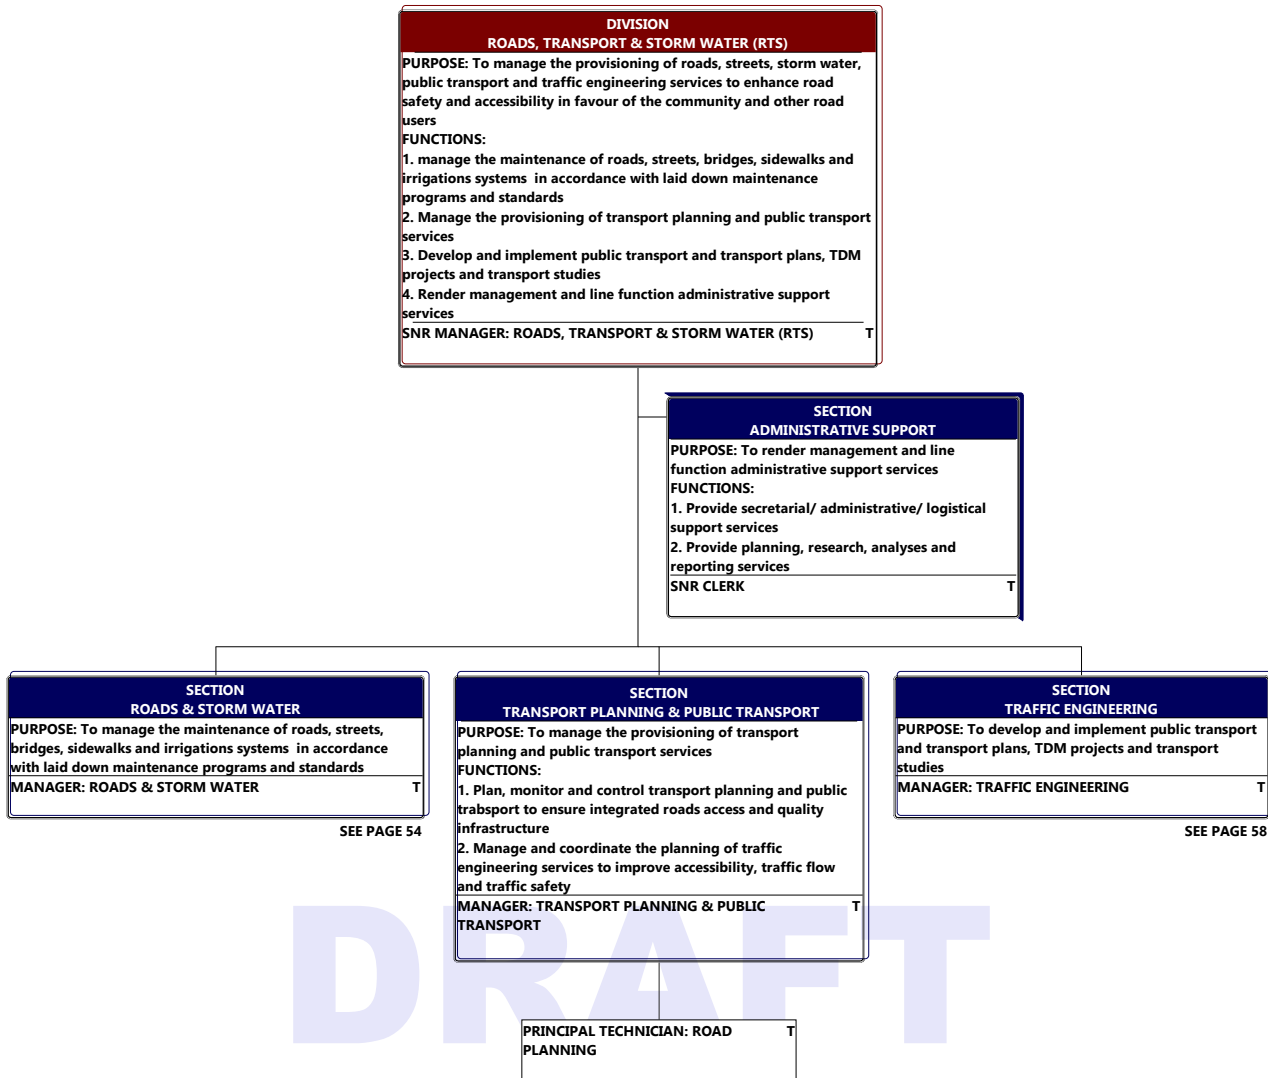 DIVISION
ROADS, TRANSPORT & STORM WATER (RTS)
PURPOSE: To manage the provisioning of roads, streets, storm water,
public transport and traffic engineering services to enhance road
safety and accessibility in favour of the community and other road
users
FUNCTIONS:
1. manage the maintenance of roads, streets, bridges, sidewalks and
irrigations systems  in accordance with laid down maintenance
programs and standards
2. Manage the provisioning of transport planning and public transport
services
3. Develop and implement public transport and transport plans, TDM
projects and transport studies
4. Render management and line function administrative support
services
SNR MANAGER: ROADS, TRANSPORT & STORM WATER (RTS) T
SECTION
ADMINISTRATIVE SUPPORT
PURPOSE: To render management and line
function administrative support services
FUNCTIONS:
1. Provide secretarial/ administrative/ logistical
support services
2. Provide planning, research, analyses and
reporting services
SNR CLERK T
SECTION
ROADS & STORM WATER
PURPOSE: To manage the maintenance of roads, streets,
bridges, sidewalks and irrigations systems  in accordance
with laid down maintenance programs and standards
MANAGER: ROADS & STORM WATER T
SEE PAGE 54
SECTION
TRANSPORT PLANNING & PUBLIC TRANSPORT
PURPOSE: To manage the provisioning of transport
planning and public transport services
FUNCTIONS:
1. Plan, monitor and control transport planning and public
trabsport to ensure integrated roads access and quality
infrastructure
2. Manage and coordinate the planning of traffic
engineering services to improve accessibility, traffic flow
and traffic safety
MANAGER: TRANSPORT PLANNING & PUBLIC T
TRANSPORT
SECTION
TRAFFIC ENGINEERING
PURPOSE: To develop and implement public transport
and transport plans, TDM projects and transport
studies
MANAGER: TRAFFIC ENGINEERING T
SEE PAGE 58
PRINCIPAL TECHNICIAN: ROAD T
PLANNING
DRAFT